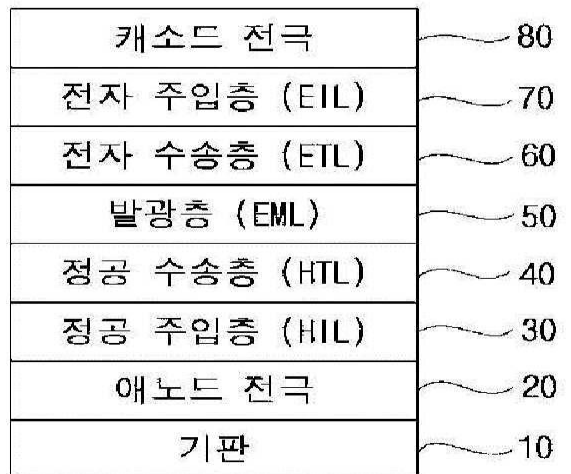 캐소드 전극 80
전자 주입층 (EIL) 70
전자 수송층 (ETL) 60
발광층 (EML) 50
정공 수송층 (HTL) 40
정공 주입층 (HIL) 30
애노드 전극 20
기판 10